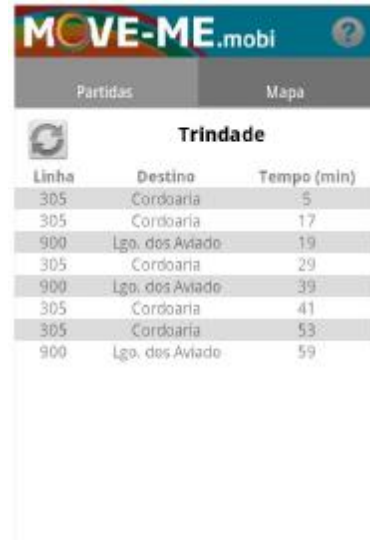 MOVE-ME.mobi ?
Partidas Mapa
Trindade
Linha Destino Tempo (min)
305 Cordoaria 5
305 Cordoaria 17
900 Lgo. dos Aviado 19
305 Cordoaria 29
900 Lgo. dos Aviado 39
305 Cordoaria 41
305 Cordoaria 53
900 Lgo. dos Aviado 59